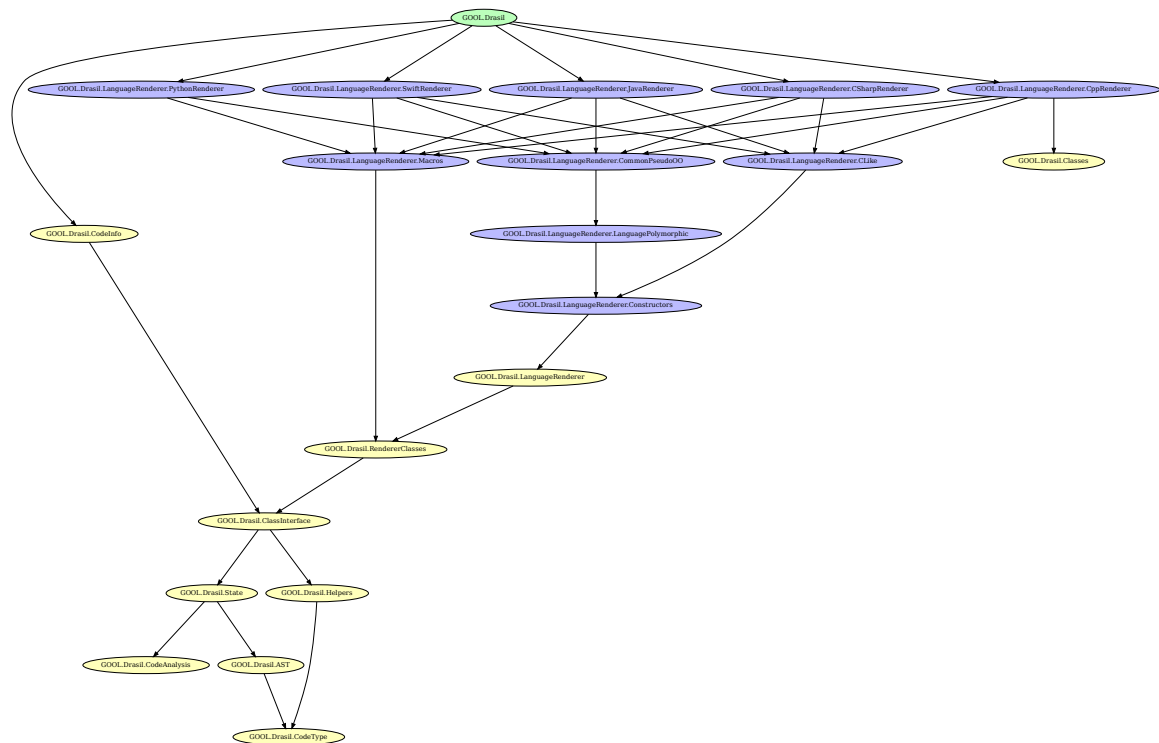 GOOL.Drasil
GOOL.Drasil.LanguageRenderer.PythonRenderer
GOOL.Drasil.LanguageRenderer.SwiftRenderer
GOOL.Drasil.LanguageRenderer.JavaRenderer
GOOL.Drasil.LanguageRenderer.CSharpRenderer
GOOL.Drasil.LanguageRenderer.CppRenderer
GOOL.Drasil.LanguageRenderer.Macros
GOOL.Drasil.LanguageRenderer.CommonPseudoOO
GOOL.Drasil.LanguageRenderer.CLike
GOOL.Drasil.Classes
GOOL.Drasil.CodeInfo
GOOL.Drasil.LanguageRenderer.LanguagePolymorphic
GOOL.Drasil.LanguageRenderer.Constructors
GOOL.Drasil.LanguageRenderer
GOOL.Drasil.RendererClasses
GOOL.Drasil.ClassInterface
GOOL.Drasil.State
GOOL.Drasil.Helpers
GOOL.Drasil.CodeAnalysis
GOOL.Drasil.AST
GOOL.Drasil.CodeType